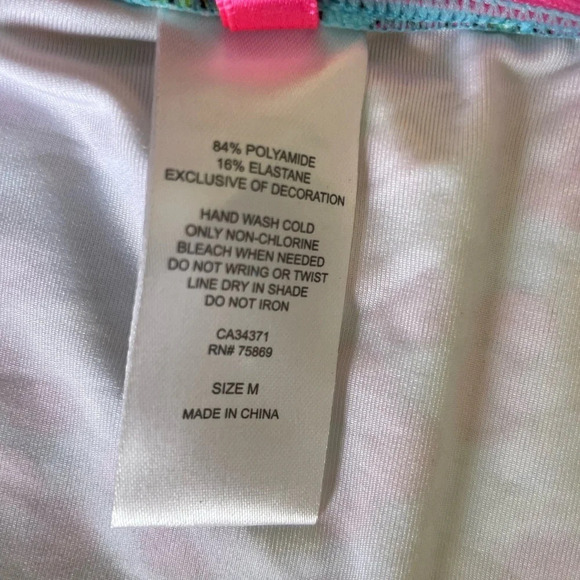 84% POLYAMIDE
16% ELASTANE
EXCLUSIVE OF DECORATION
HAND WASH COLD
ONLY NON-CHLORINE
BLEACH WHEN NEEDED
DO NOT WRING OR TWIST
LINE DRY IN SHADE
DO NOT IRON
CA34371
RN# 75869
SIZE M
MADE IN CHINA